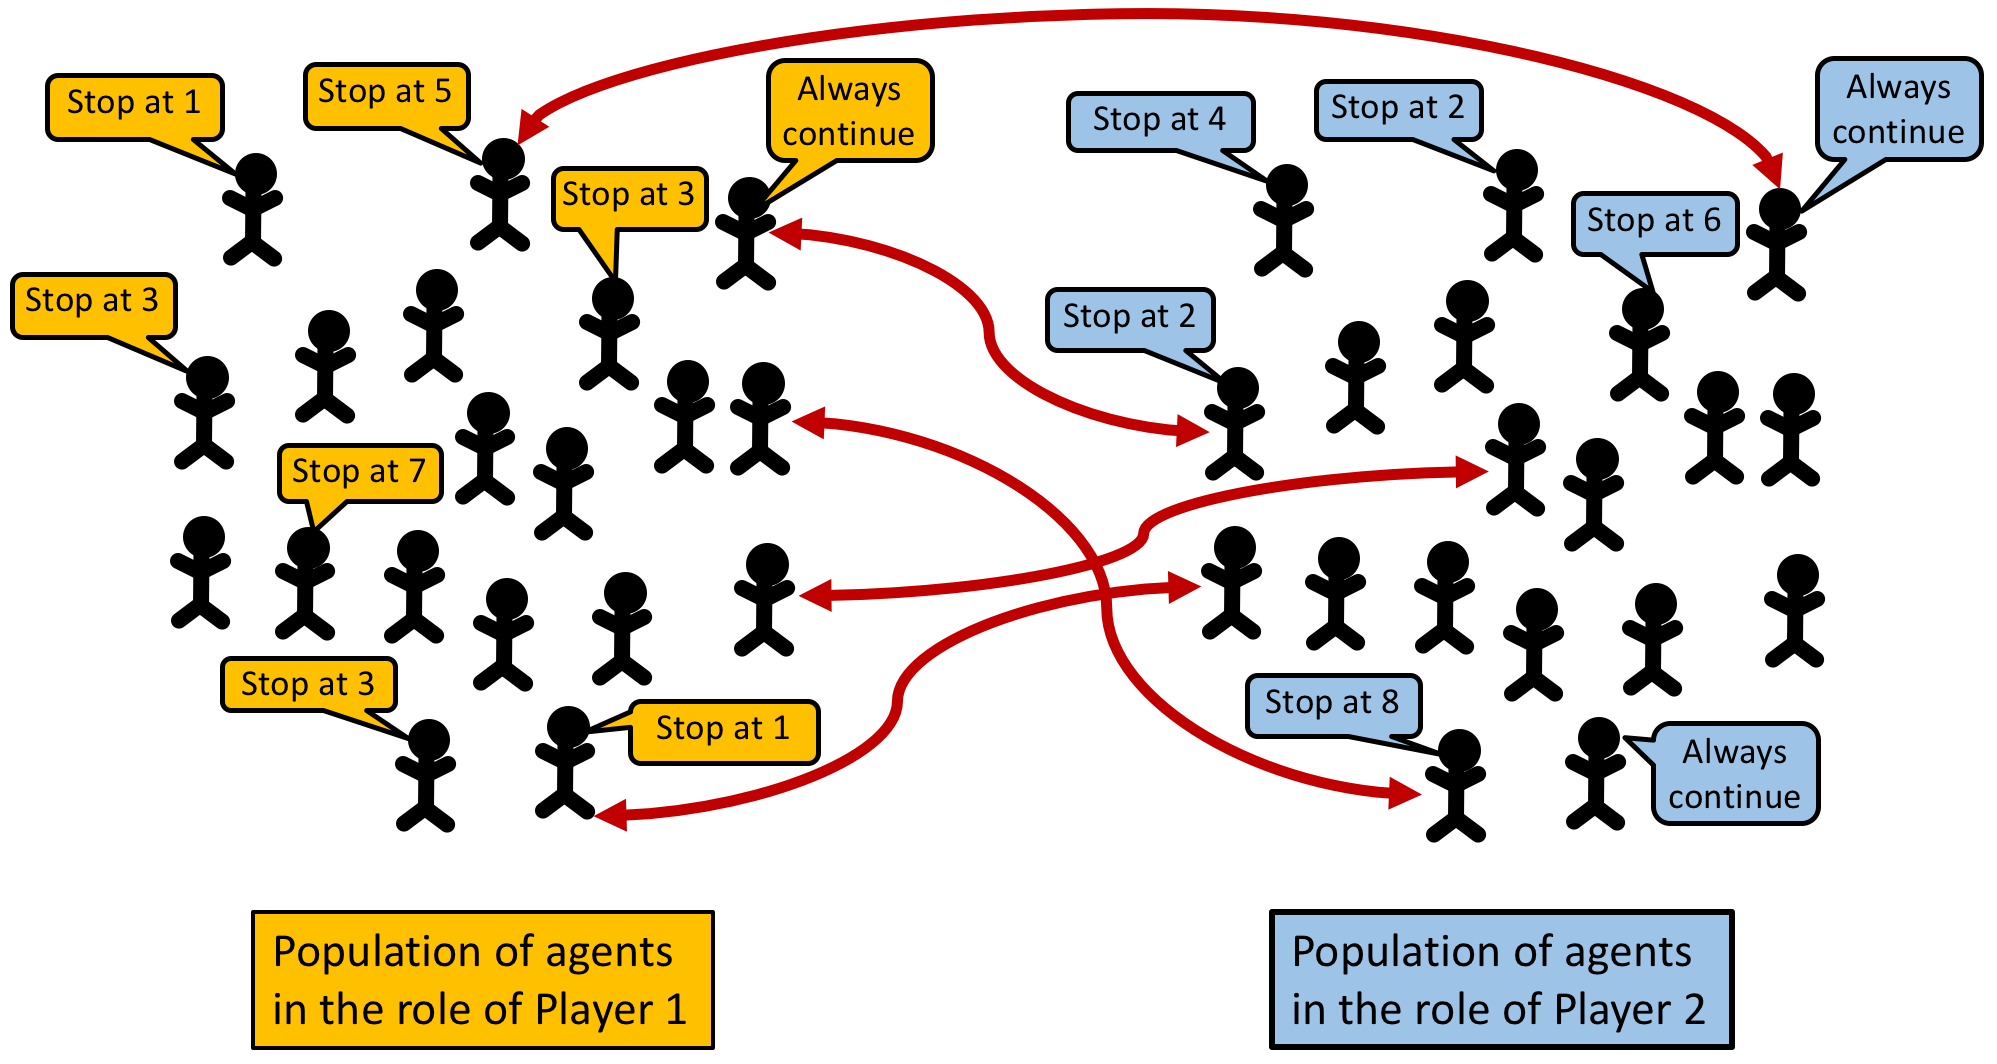 Stop at 1
Stop at 5
Always
continue
Stop at 3
Stop at 3
Stop at 7
Stop at 3
Stop at 1
Stop at 4
Stop at 2
Always
continue
Stop at 6
Stop at 2
Stop at 8
Always
continue
Population of agents
in the role of Player 1
Population of agents
in the role of Player 2